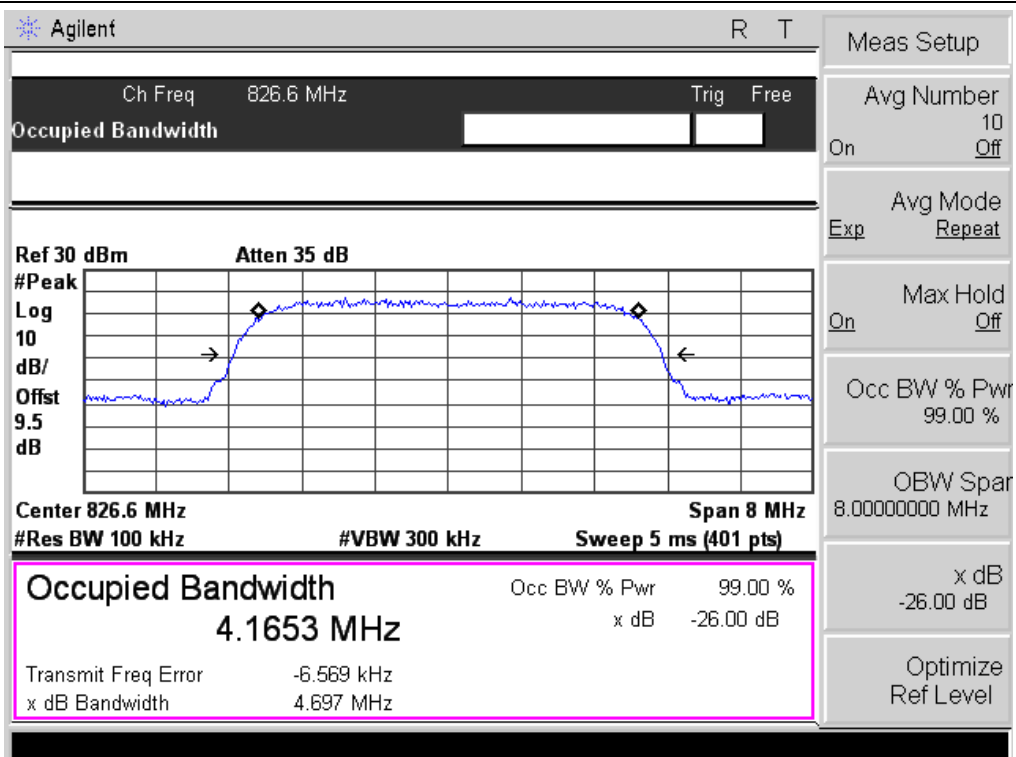 Agilent R T
Ch Freq 826.6 MHz Trig Free
Occupied Bandwidth
Ref 30 dBm Atten 35 dB
#Peak
Log
10
dB/
Offst
9.5
dB
Center 826.6 MHz Span 8 MHz
#Res BW 100 kHz #VBW 300 kHz Sweep 5 ms (401 pts)
Occupied Bandwidth Occ BW % Pwr 99.00 %
4.1653 MHz x dB -26.00 dB
Transmit Freq Error -6.569 kHz
x dB Bandwidth 4.697 MHz
Meas Setup
Avg Number
10
On Off
Avg Mode
Exp Repeat
Max Hold
On Off
Occ BW % Pwr
99.00 %
OBW Span
8.00000000 MHz
x dB
-26.00 dB
Optimize
Ref Level